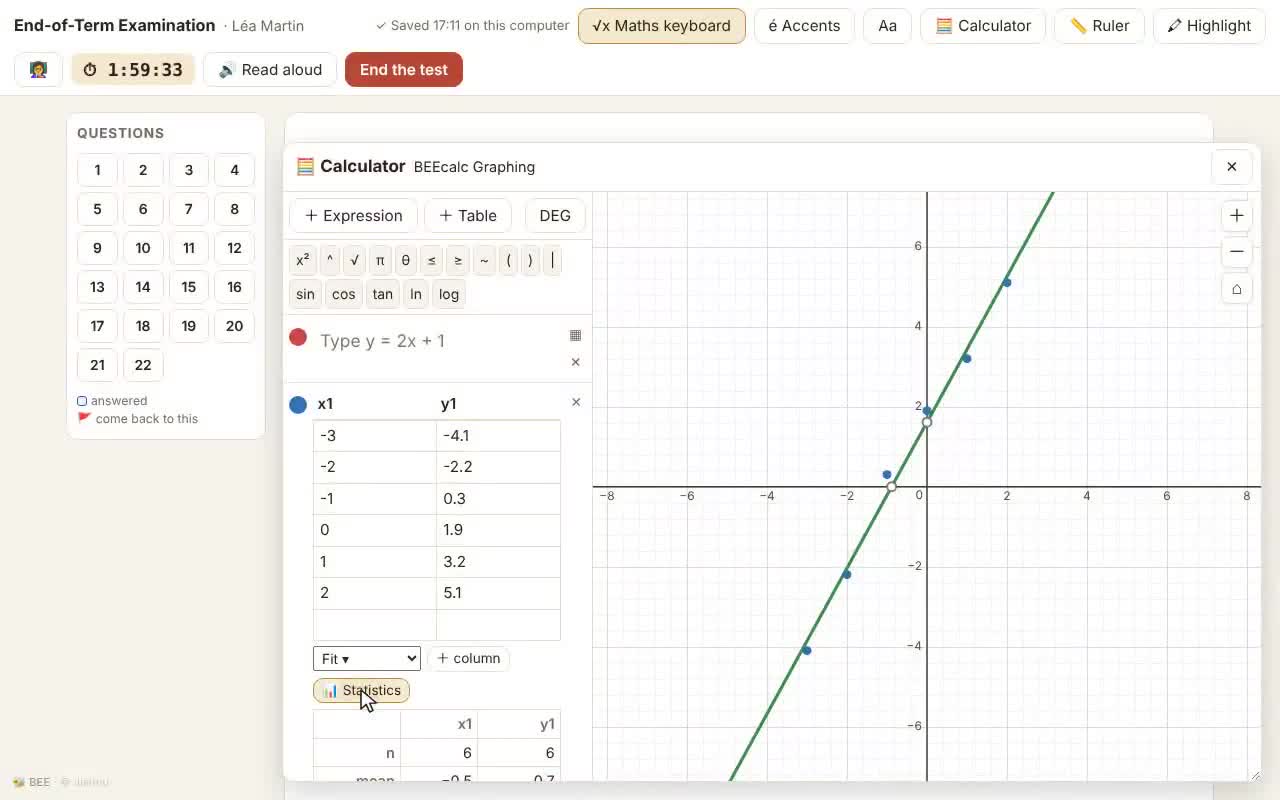 End-of-Term Examination · Léa Martin
✓ Saved 17:11 on this computer
√x Maths keyboard
é Accents
Aa
Calculator
Ruler
Highlight
1:59:33
Read aloud
End the test
QUESTIONS
1 2 3 4
5 6 7 8
9 10 11 12
13 14 15 16
17 18 19 20
21 22
answered
come back to this
Calculator BEEcalc Graphing
×
+ Expression
+ Table
DEG
x² ^ √ π θ ≤ ≥ ~ ( ) |
sin cos tan ln log
Type y = 2x + 1
×
x1 y1
×
-3 -4.1
-2 -2.2
-1 0.3
0 1.9
1 3.2
2 5.1
Fit ▾
+ column
Statistics
x1 y1
n 6 6
mean −0.5 0.7
+
−
⌂
6
4
2
−8 −6 −4 −2 0 2 4 6 8
−2
−4
−6
BEE